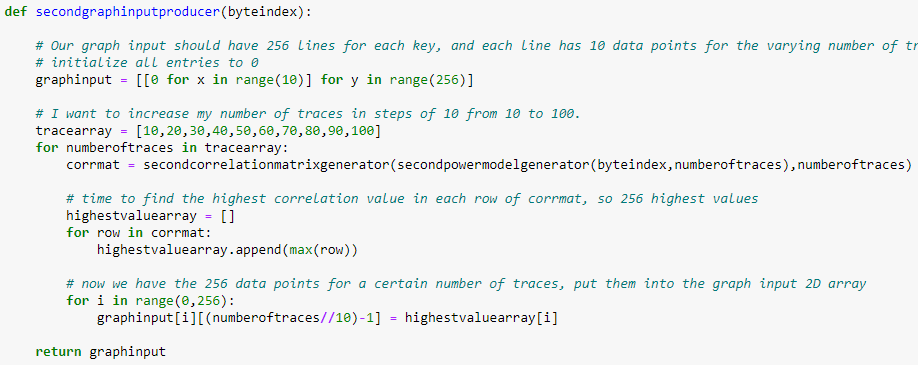 def secondgraphinputproducer(byteindex):
# Our graph input should have 256 lines for each key, and each line has 10 data points for the varying number of
# initialize all entries to 0
graphinput = [[0 for x in range(10)] for y in range(256)]
# I want to increase my number of traces in steps of 10 from 10 to 100.
tracearray = [10,20,30,40,50,60,70,80,90,100]
for numberoftraces in tracearray:
corrmat = secondcorrelationmatrixgenerator(secondpowermodelgenerator(byteindex,numberoftraces),numberoftraces)
# time to find the highest correlation value in each row of corrmat, so 256 highest values
highestvaluearray = []
for row in corrmat:
highestvaluearray.append(max(row))
# now we have the 256 data points for a certain number of traces, put them into the graph input 2D array
for i in range(0,256):
graphinput[i][(numberoftraces//10)-1] = highestvaluearray[i]
return graphinput